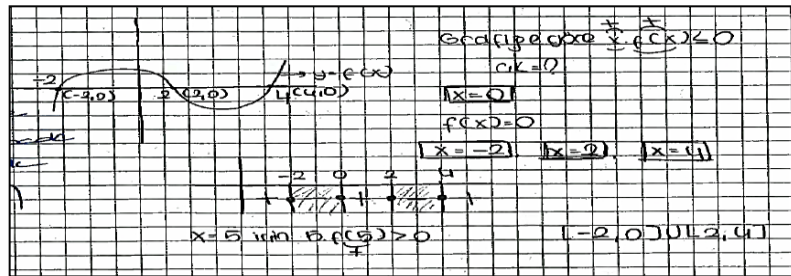 Grafiğe göre x.f(x)≤0
-2
→ y=f(x)
(-2,0) 2 (2,0) 4 (4,0)
|x=0|
f(x)=0
|x=-2| |x=2| |x=4|
-2 0 2 4
+ + +
x=5 için 5.f(5)>0
+
[-2,0]∪[2,4]